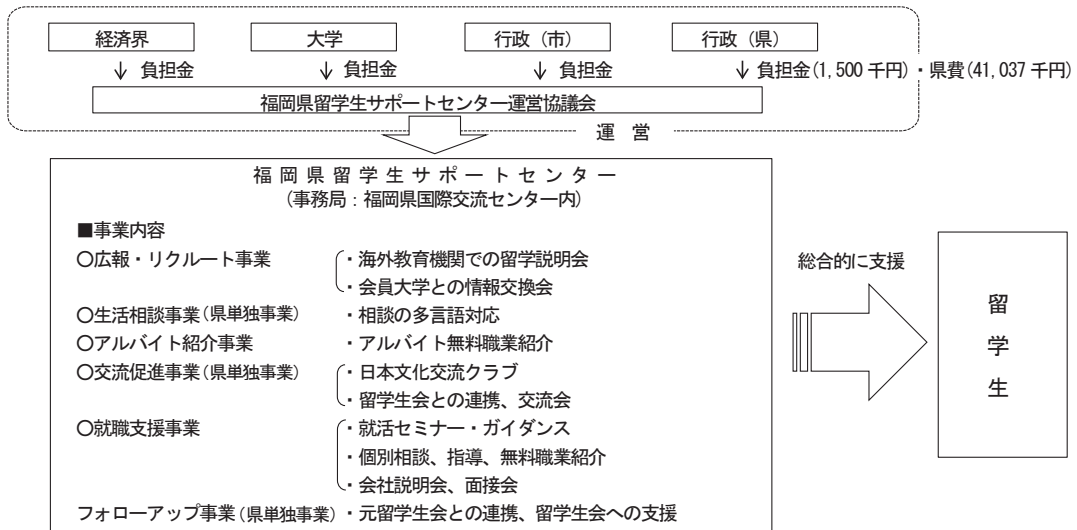 経済界 大学 行政（市） 行政（県）
↓ 負担金 ↓ 負担金 ↓ 負担金 ↓ 負担金(1,500 千円)・県費(41,037 千円)
福岡県留学生サポートセンター運営協議会
運 営
福 岡 県 留 学 生 サ ポ ー ト セ ン タ ー
(事務局：福岡県国際交流センター内)
■事業内容
〇広報・リクルート事業 ・海外教育機関での留学説明会
・会員大学との情報交換会
〇生活相談事業(県単独事業) ・相談の多言語対応
〇アルバイト紹介事業 ・アルバイト無料職業紹介
〇交流促進事業(県単独事業) ・日本文化交流クラブ
・留学生会との連携、交流会
〇就職支援事業 ・就活セミナー・ガイダンス
・個別相談、指導、無料職業紹介
・会社説明会、面接会
フォローアップ事業(県単独事業) ・元留学生会との連携、留学生会への支援
総合的に支援
留
学
生